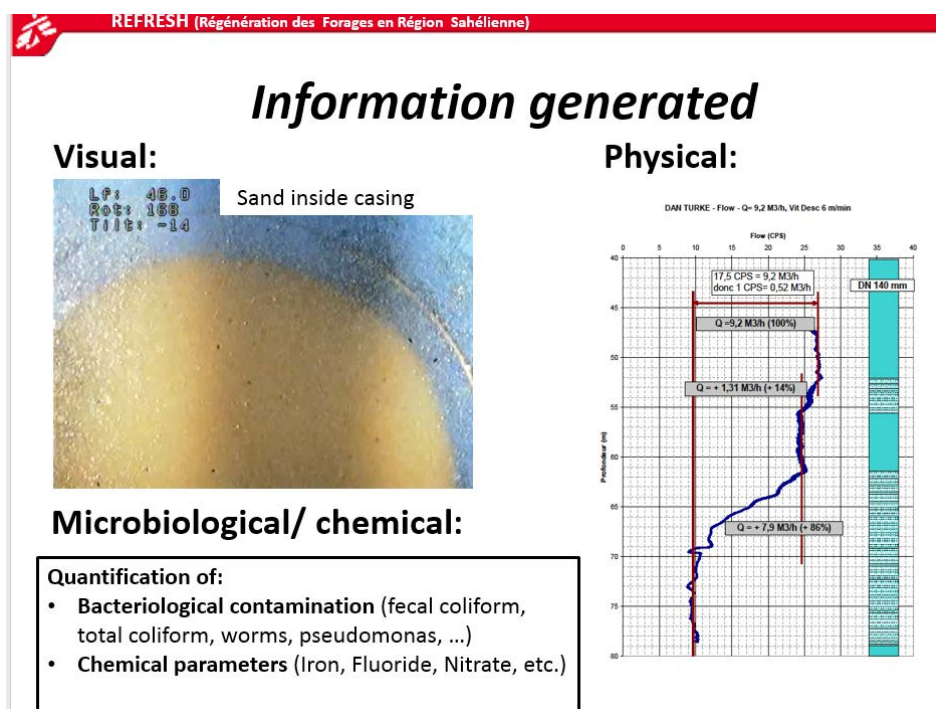 REFRESH (Régénération des Forages en Région Sahélienne)
Information generated
Visual:
Lf: 46.0
Rot: 168
Tilt: -14
Sand inside casing
Microbiological/ chemical:
Quantification of:
• Bacteriological contamination (fecal coliform,
total coliform, worms, pseudomonas, ...)
• Chemical parameters (Iron, Fluoride, Nitrate, etc.)
Physical:
DAN TURKE - Flow - Q= 9,2 M3/h, Vit Desc 6 m/min
Flow (CPS)
0 5 10 15 20 25 30 35 40
40
45
50
55
60
65
70
75
80
Profondeur (m)
17,5 CPS = 9,2 M3/h
donc 1 CPS= 0,52 M3/h
DN 140 mm
Q =9,2 M3/h (100%)
Q = + 1,31 M3/h (+ 14%)
Q = + 7,9 M3/h (+ 86%)